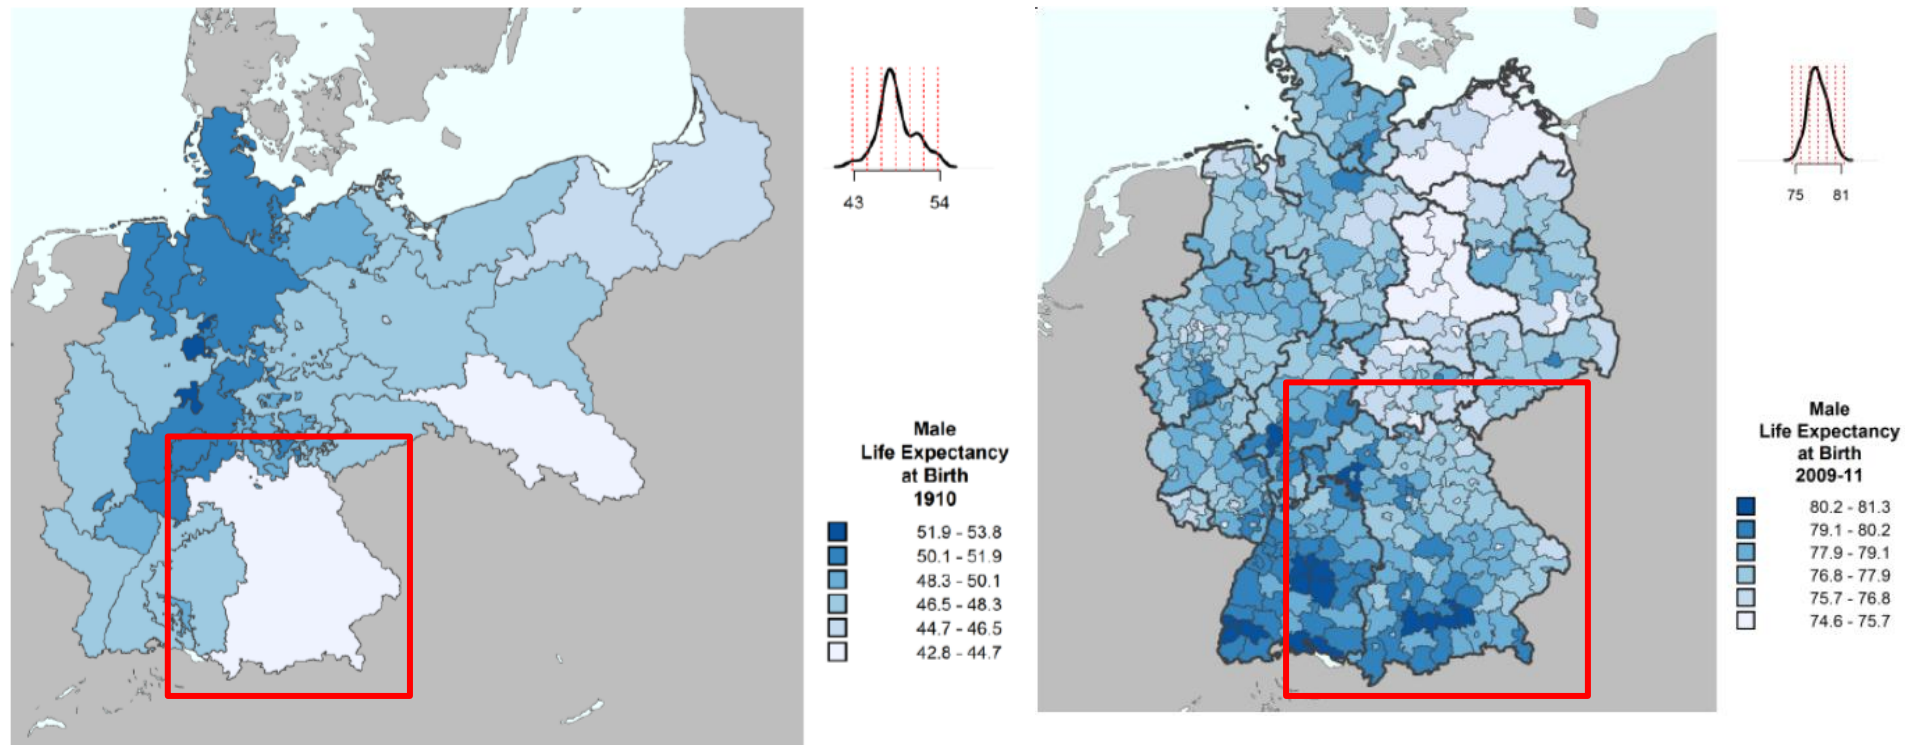 43 54
Male
Life Expectancy
at Birth
1910
51.9 - 53.8
50.1 - 51.9
48.3 - 50.1
46.5 - 48.3
44.7 - 46.5
42.8 - 44.7
75 81
Male
Life Expectancy
at Birth
2009-11
80.2 - 81.3
79.1 - 80.2
77.9 - 79.1
76.8 - 77.9
75.7 - 76.8
74.6 - 75.7